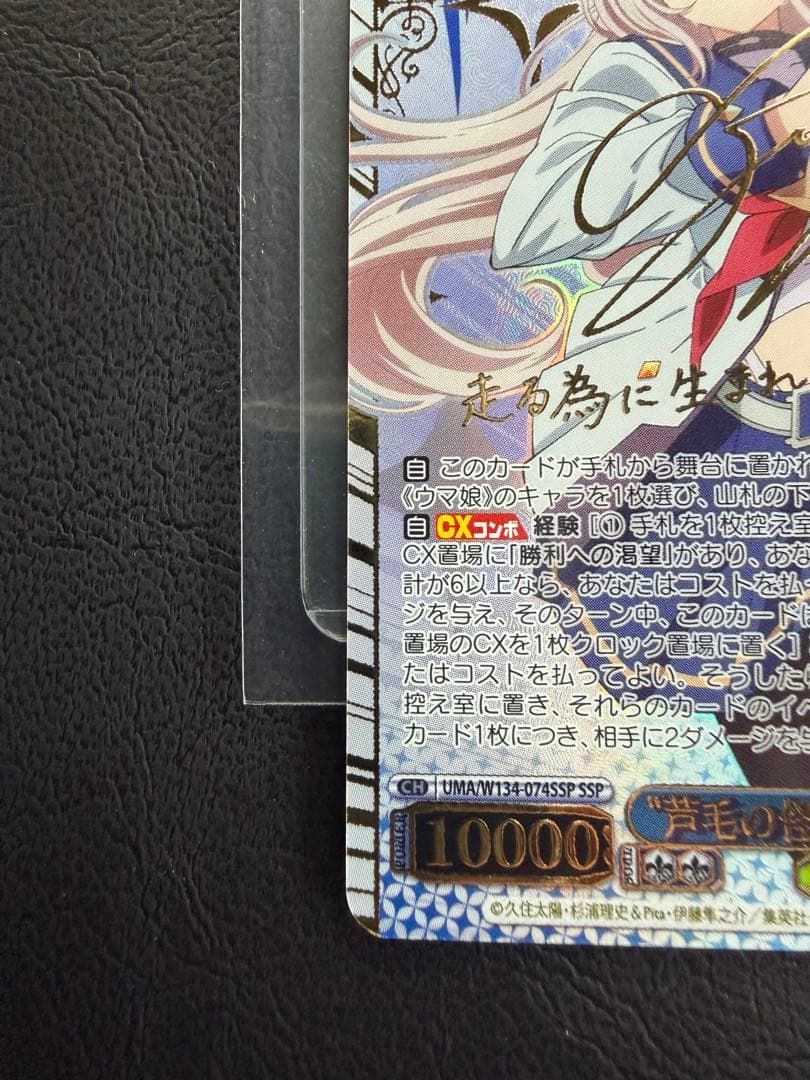 走る為に生まれ
自 このカードが手札から舞台に置かれ
《ウマ娘》のキャラを1枚選び、山札の下
自 CXコンボ 経験 [① 手札を1枚控え室
CX置場に「勝利への渇望」があり、あな
計が6以上なら、あなたはコストを払っ
ジを与え、そのターン中、このカードは
置場のCXを1枚クロック置場に置く]
たはコストを払ってよい。そうした
控え室に置き、それらのカードのイ
カード1枚につき、相手に2ダメージを与
CH UMA/W134-074SSP SSP
POWER 10000 SOUL
"芦毛の怪
©久住太陽・杉浦理史&Pita・伊藤隼之介/集英社